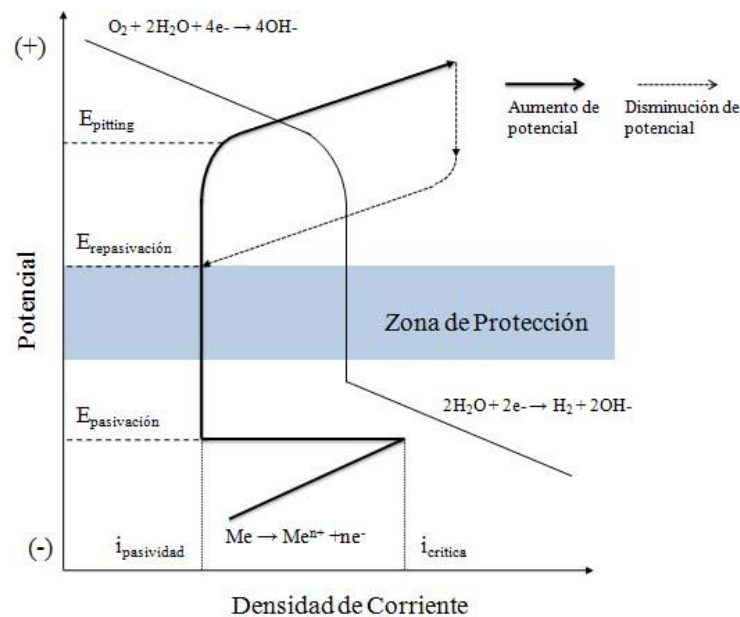 O₂ + 2H₂O + 4e- → 4OH-
(+)
E_pitting
Aumento de
potencial
Disminución de
potencial
E_repasivación
Potencial
Zona de Protección
2H₂O + 2e- → H₂ + 2OH-
E_pasivación
(-)
i_pasividad
Me → Meⁿ⁺ +ne⁻
i_critica
Densidad de Corriente